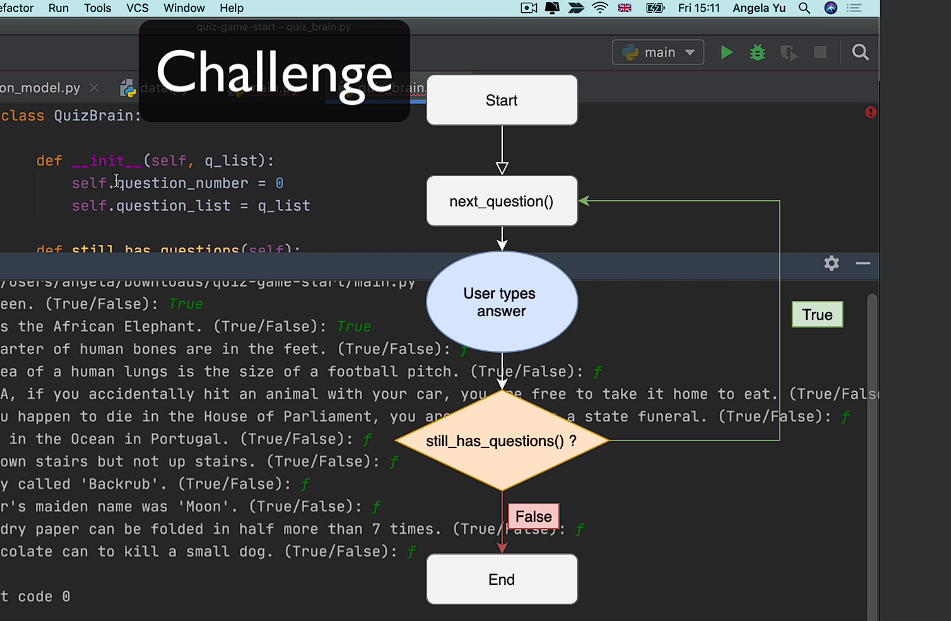 efactor Run Tools VCS Window Help Fri 15:11 Angela Yu
quiz-game-start – quiz_brain.py
Challenge
main
on_model.py
class QuizBrain:
def __init__(self, q_list):
self.question_number = 0
self.question_list = q_list
def still_has_questions(self):
Start
next_question()
User types
answer
still_has_questions() ?
True
False
End
/users/angela/Downloads/quiz-game-start/main.py
een. (True/False): True
s the African Elephant. (True/False): True
arter of human bones are in the feet. (True/False): f
ea of a human lungs is the size of a football pitch. (True/False): f
A, if you accidentally hit an animal with your car, you free to take it home to eat. (True/Fals
u happen to die in the House of Parliament, you a state funeral. (True/False): f
in the Ocean in Portugal. (True/False): f
own stairs but not up stairs. (True/False): f
y called 'Backrub'. (True/False): f
r's maiden name was 'Moon'. (True/False): f
dry paper can be folded in half more than 7 times. (True/False): f
colate can to kill a small dog. (True/False): f
t code 0